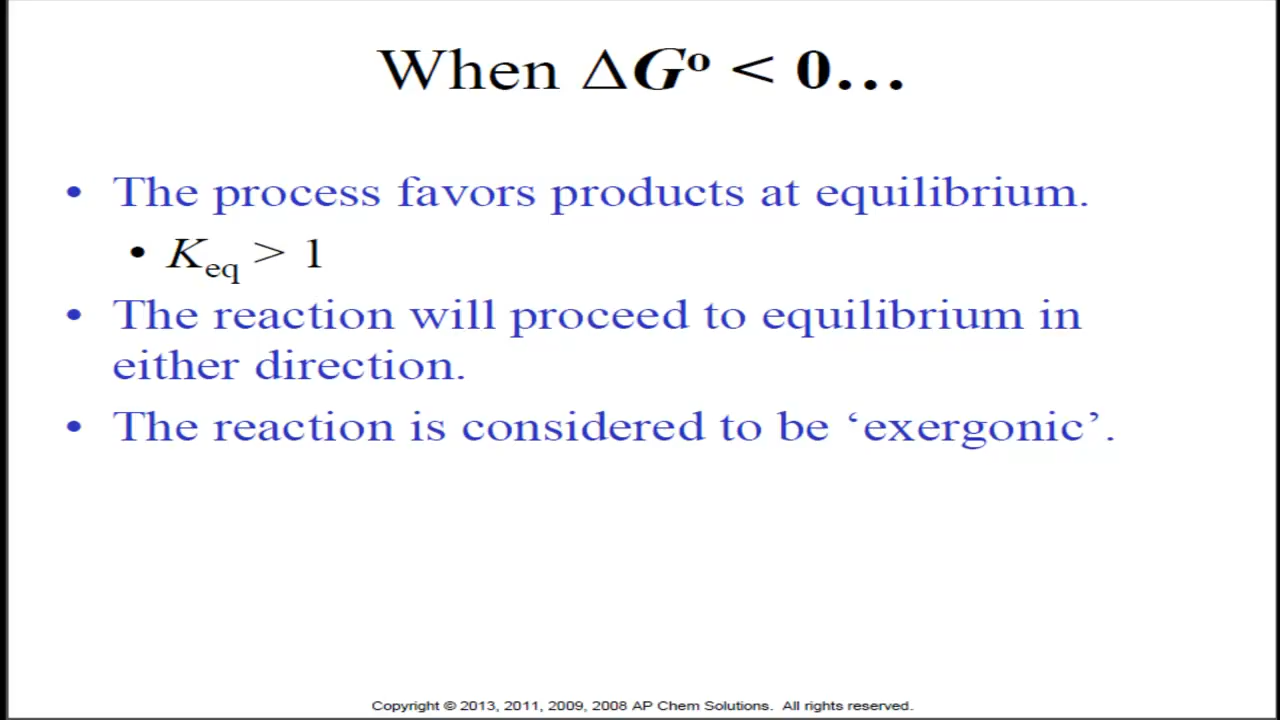 When ΔG° < 0…
• The process favors products at equilibrium.
• Keq > 1
• The reaction will proceed to equilibrium in
either direction.
• The reaction is considered to be ‘exergonic’.
Copyright © 2013, 2011, 2009, 2008 AP Chem Solutions. All rights reserved.